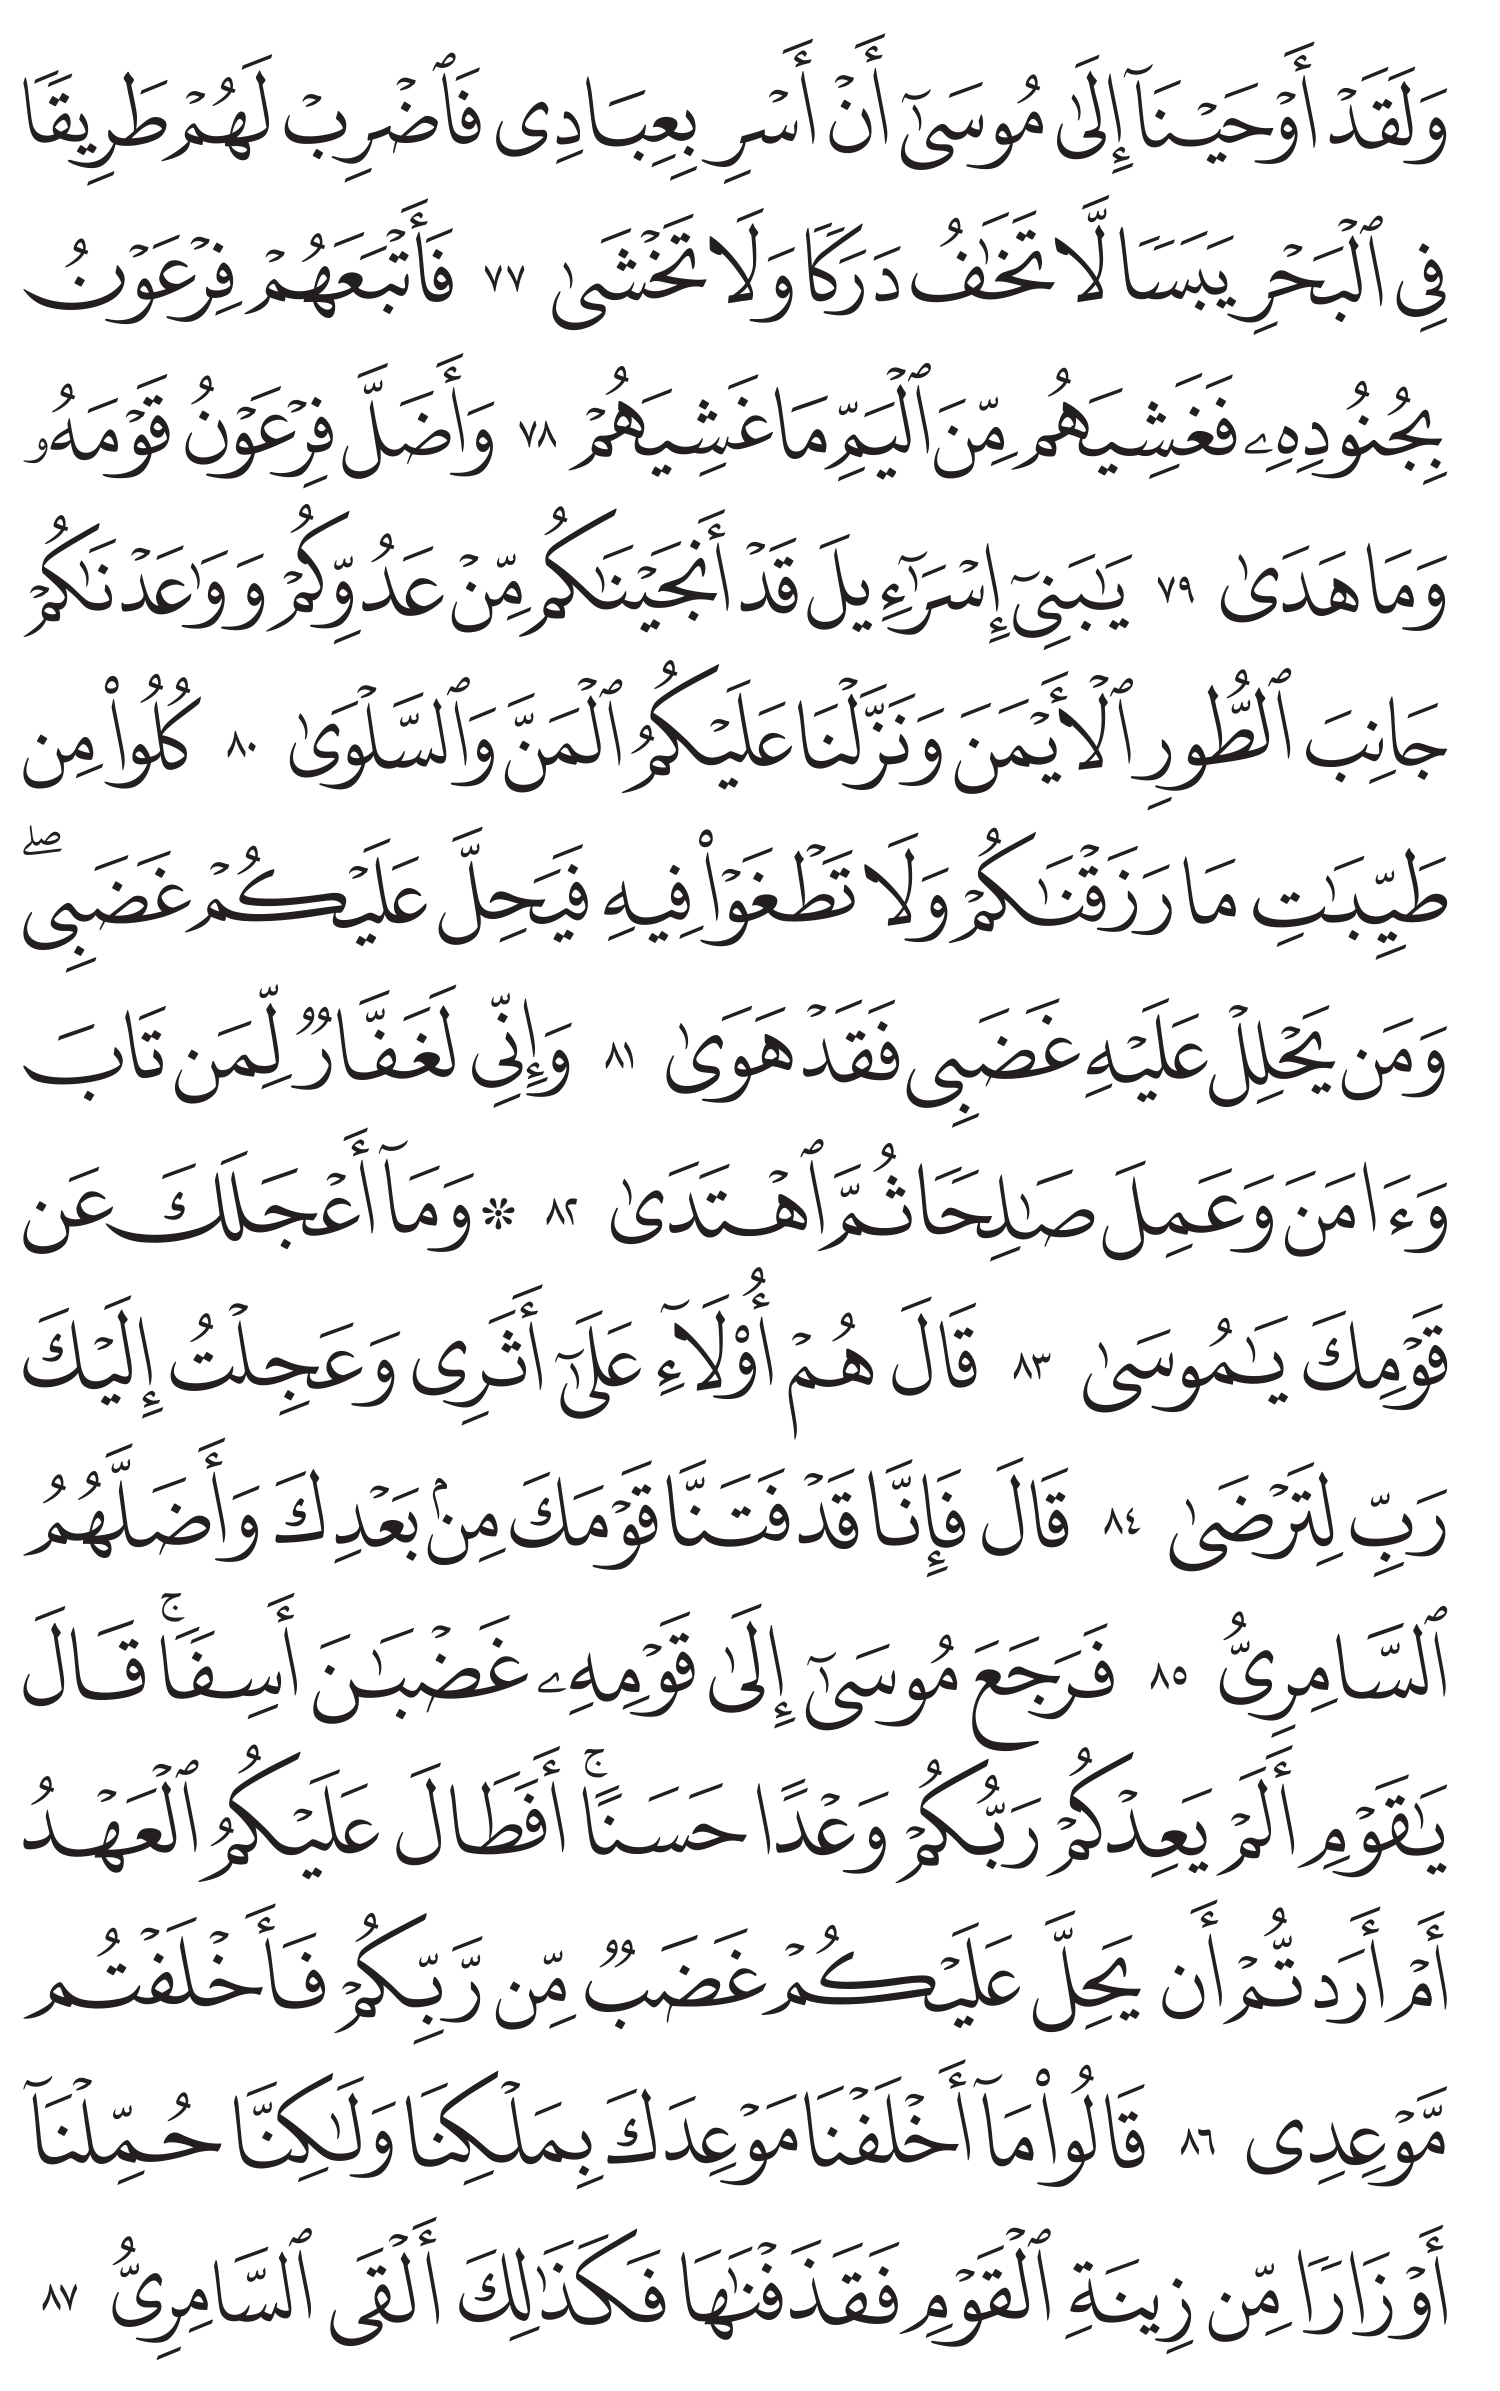 وَلَقَدۡ أَوۡحَيۡنَآ إِلَىٰ مُوسَىٰٓ أَنۡ أَسۡرِ بِعِبَادِى فَٱضۡرِبۡ لَهُمۡ طَرِيقٗا
فِى ٱلۡبَحۡرِ يَبَسٗا لَّا تَخَٰفُ دَرَكٗا وَلَا تَخۡشَىٰ ٧٧ فَأَتۡبَعَهُمۡ فِرۡعَوۡنُ
بِجُنُودِهِۦ فَغَشِيَهُم مِّنَ ٱلۡيَمِّ مَا غَشِيَهُمۡ ٧٨ وَأَضَلَّ فِرۡعَوۡنُ قَوۡمَهُۥ
وَمَا هَدَىٰ ٧٩ يَٰبَنِىٓ إِسۡرَٰٓءِيلَ قَدۡ أَنجَيۡنَٰكُم مِّنۡ عَدُوِّكُمۡ وَوَٰعَدۡنَٰكُمۡ
جَانِبَ ٱلطُّورِ ٱلۡأَيۡمَنَ وَنَزَّلۡنَا عَلَيۡكُمُ ٱلۡمَنَّ وَٱلسَّلۡوَىٰ ٨٠ كُلُواْ مِن
طَيِّبَٰتِ مَا رَزَقۡنَٰكُمۡ وَلَا تَطۡغَوۡاْ فِيهِ فَيَحِلَّ عَلَيۡكُمۡ غَضَبِىۖ
وَمَن يَحۡلِلۡ عَلَيۡهِ غَضَبِى فَقَدۡ هَوَىٰ ٨١ وَإِنِّى لَغَفَّارٞ لِّمَن تَابَ
وَءَامَنَ وَعَمِلَ صَٰلِحٗا ثُمَّ ٱهۡتَدَىٰ ٨٢ ۞ وَمَآ أَعۡجَلَكَ عَن
قَوۡمِكَ يَٰمُوسَىٰ ٨٣ قَالَ هُمۡ أُوْلَآءِ عَلَىٰٓ أَثَرِى وَعَجِلۡتُ إِلَيۡكَ
رَبِّ لِتَرۡضَىٰ ٨٤ قَالَ فَإِنَّا قَدۡ فَتَنَّا قَوۡمَكَ مِنۢ بَعۡدِكَ وَأَضَلَّهُمُ
ٱلسَّامِرِىُّ ٨٥ فَرَجَعَ مُوسَىٰٓ إِلَىٰ قَوۡمِهِۦ غَضۡبَٰنَ أَسِفٗاۚ قَالَ
يَٰقَوۡمِ أَلَمۡ يَعِدۡكُمۡ رَبُّكُمۡ وَعۡدًا حَسَنًاۚ أَفَطَالَ عَلَيۡكُمُ ٱلۡعَهۡدُ
أَمۡ أَرَدتُّمۡ أَن يَحِلَّ عَلَيۡكُمۡ غَضَبٞ مِّن رَّبِّكُمۡ فَأَخۡلَفۡتُم
مَّوۡعِدِى ٨٦ قَالُواْ مَآ أَخۡلَفۡنَا مَوۡعِدَكَ بِمَلۡكِنَا وَلَٰكِنَّا حُمِّلۡنَآ
أَوۡزَارٗا مِّن زِينَةِ ٱلۡقَوۡمِ فَقَذَفۡنَٰهَا فَكَذَٰلِكَ أَلۡقَى ٱلسَّامِرِىُّ ٨٧